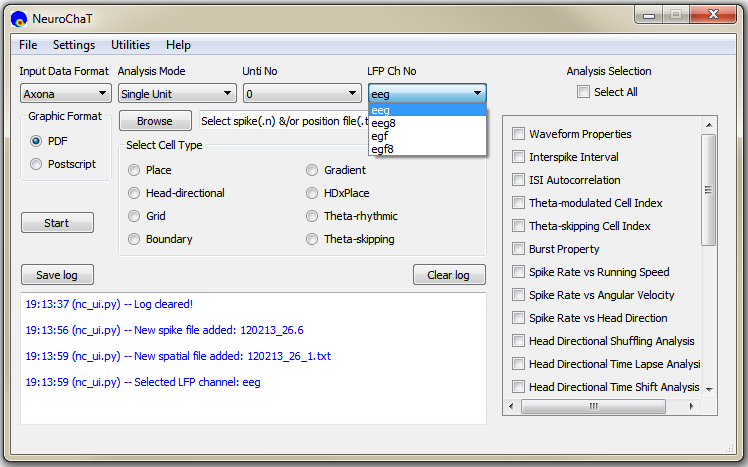 NeuroChaT
File Settings Utilities Help
Input Data Format Analysis Mode Unti No LFP Ch No Analysis Selection
Axona Single Unit 0 eeg Select All
eeg
eeg8
egf
egf8
Graphic Format
PDF
Postscript
Browse Select spike(.n) &/or position file(.t
Select Cell Type
Place Gradient
Head-directional HDxPlace
Grid Theta-rhythmic
Boundary Theta-skipping
Start
Save log Clear log
19:13:37 (nc_ui.py) -- Log cleared!
19:13:56 (nc_ui.py) -- New spike file added: 120213_26.6
19:13:59 (nc_ui.py) -- New spatial file added: 120213_26_1.txt
19:13:59 (nc_ui.py) -- Selected LFP channel: eeg
Waveform Properties
Interspike Interval
ISI Autocorrelation
Theta-modulated Cell Index
Theta-skipping Cell Index
Burst Property
Spike Rate vs Running Speed
Spike Rate vs Angular Velocity
Spike Rate vs Head Direction
Head Directional Shuffling Analysis
Head Directional Time Lapse Analysis
Head Directional Time Shift Analysis